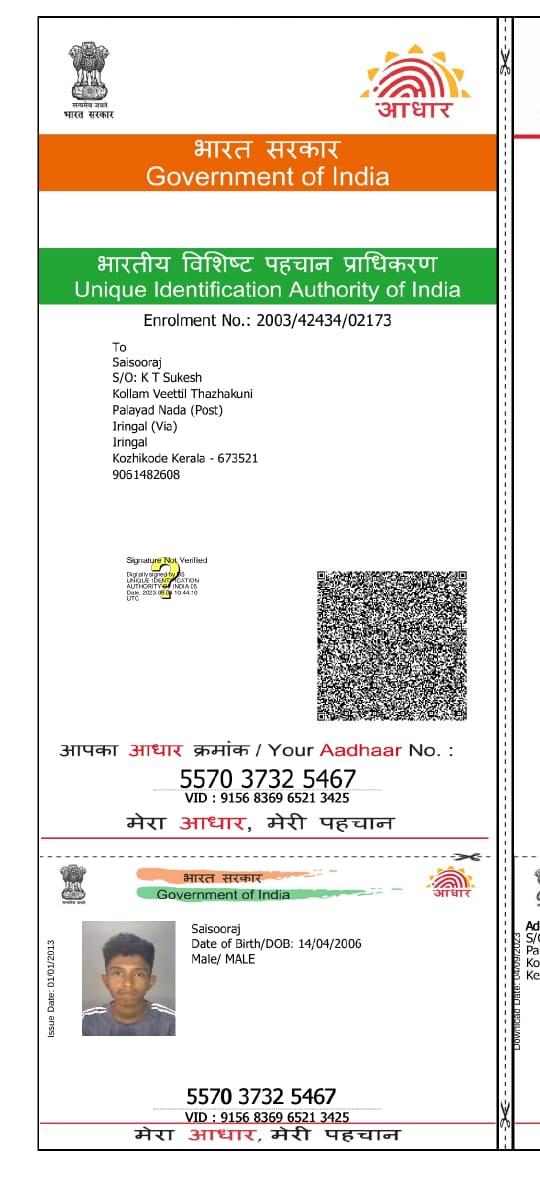 सत्यमेव जयते
भारत सरकार
आधार
भारत सरकार
Government of India
भारतीय विशिष्ट पहचान प्राधिकरण
Unique Identification Authority of India
Enrolment No.: 2003/42434/02173
To
Saisooraj
S/O: K T Sukesh
Kollam Veettil Thazhakuni
Palayad Nada (Post)
Iringal (Via)
Iringal
Kozhikode Kerala - 673521
9061482608
Signature Not Verified
Digitally signed by DS
UNIQUE IDENTIFICATION
AUTHORITY OF INDIA 05
Date: 2023.09.04 10:44:10
UTC
आपका आधार क्रमांक / Your Aadhaar No. :
5570 3732 5467
VID : 9156 8369 6521 3425
मेरा आधार, मेरी पहचान
भारत सरकार
Government of India
आधार
Issue Date: 01/01/2013
Saisooraj
Date of Birth/DOB: 14/04/2006
Male/ MALE
5570 3732 5467
VID : 9156 8369 6521 3425
मेरा आधार, मेरी पहचान
Download Date: 04/09/2023
Ad
S/O
Pa
Ko
Ke